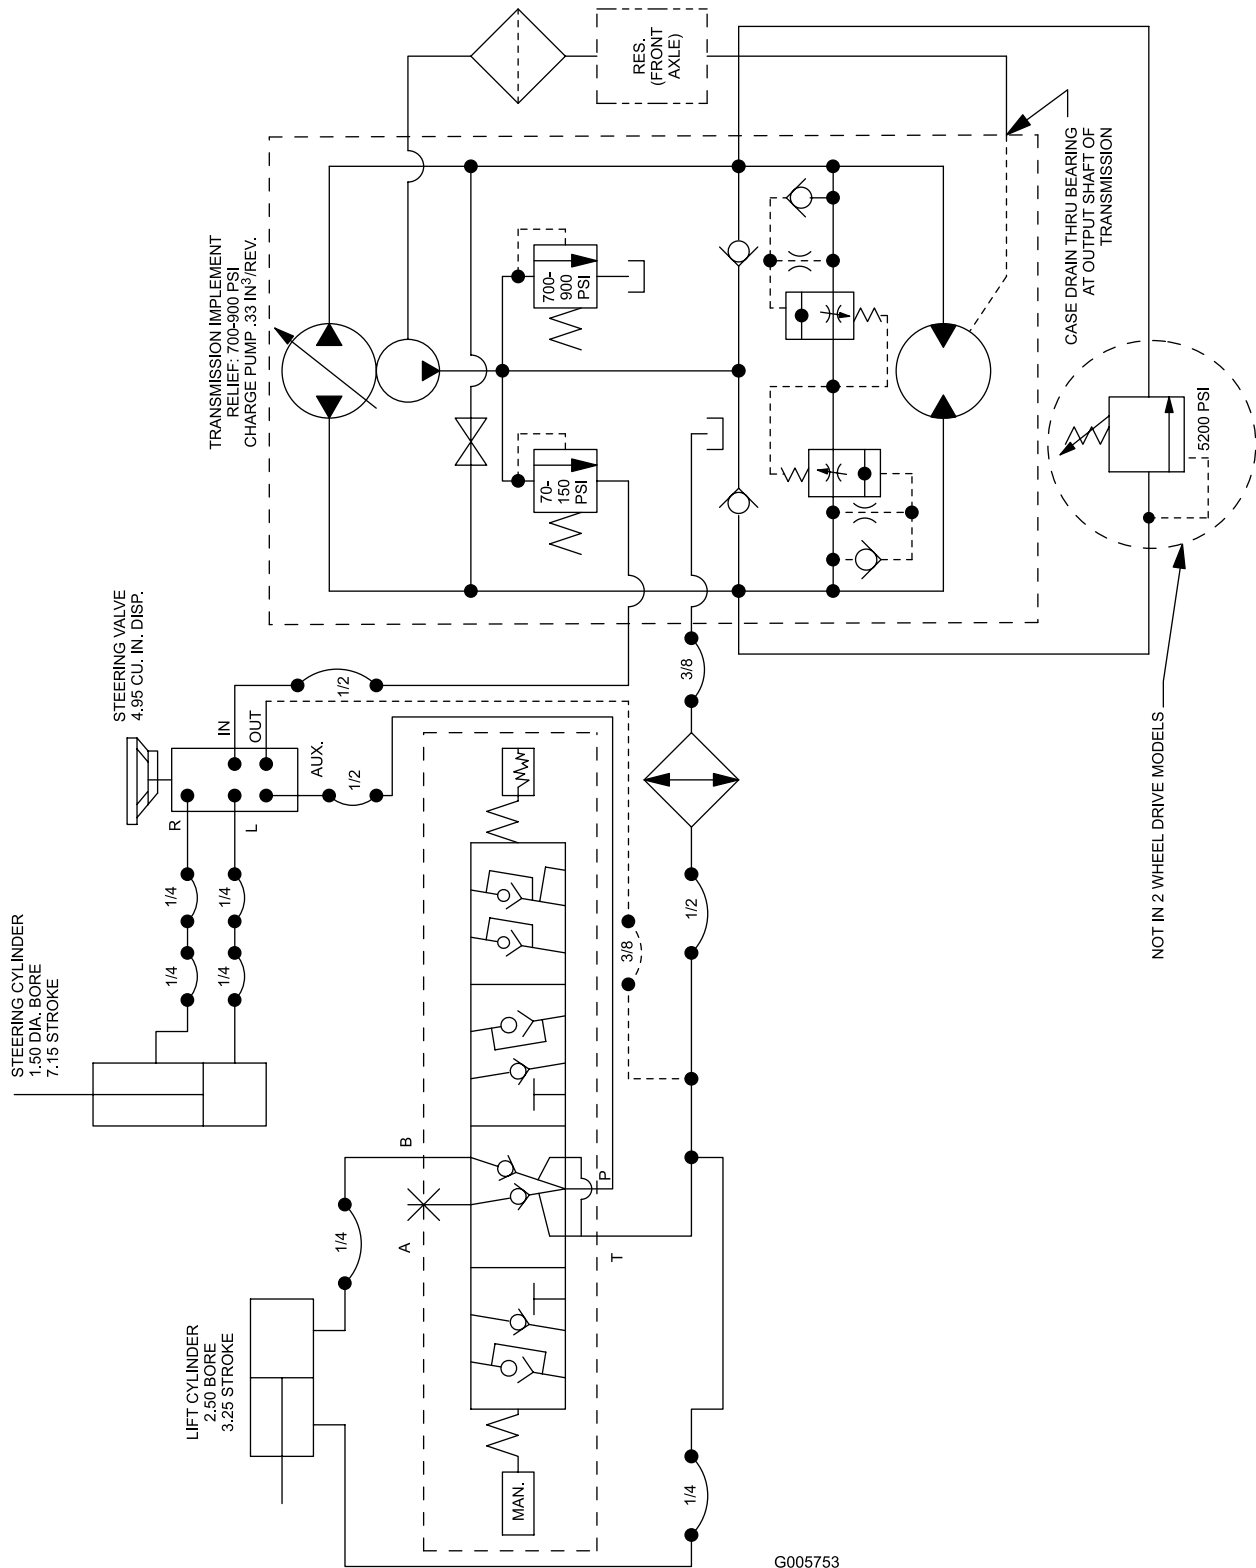 STEERING CYLINDER
1.50 DIA. BORE
7.15 STROKE
STEERING VALVE
4.95 CU. IN. DISP.
TRANSMISSION IMPLEMENT
RELIEF: 700-900 PSI
CHARGE PUMP .33 IN3/REV.
RES.
(FRONT
AXLE)
LIFT CYLINDER
2.50 BORE
3.25 STROKE
1/4
1/4
1/4
1/4
R
L
IN
OUT
AUX.
1/2
1/2
70-
150
PSI
700-
900
PSI
CASE DRAIN THRU BEARING
AT OUTPUT SHAFT OF
TRANSMISSION
1/4
A
B
MAN.
T
P
3/8
1/4
1/2
3/8
5200 PSI
NOT IN 2 WHEEL DRIVE MODELS
G005753